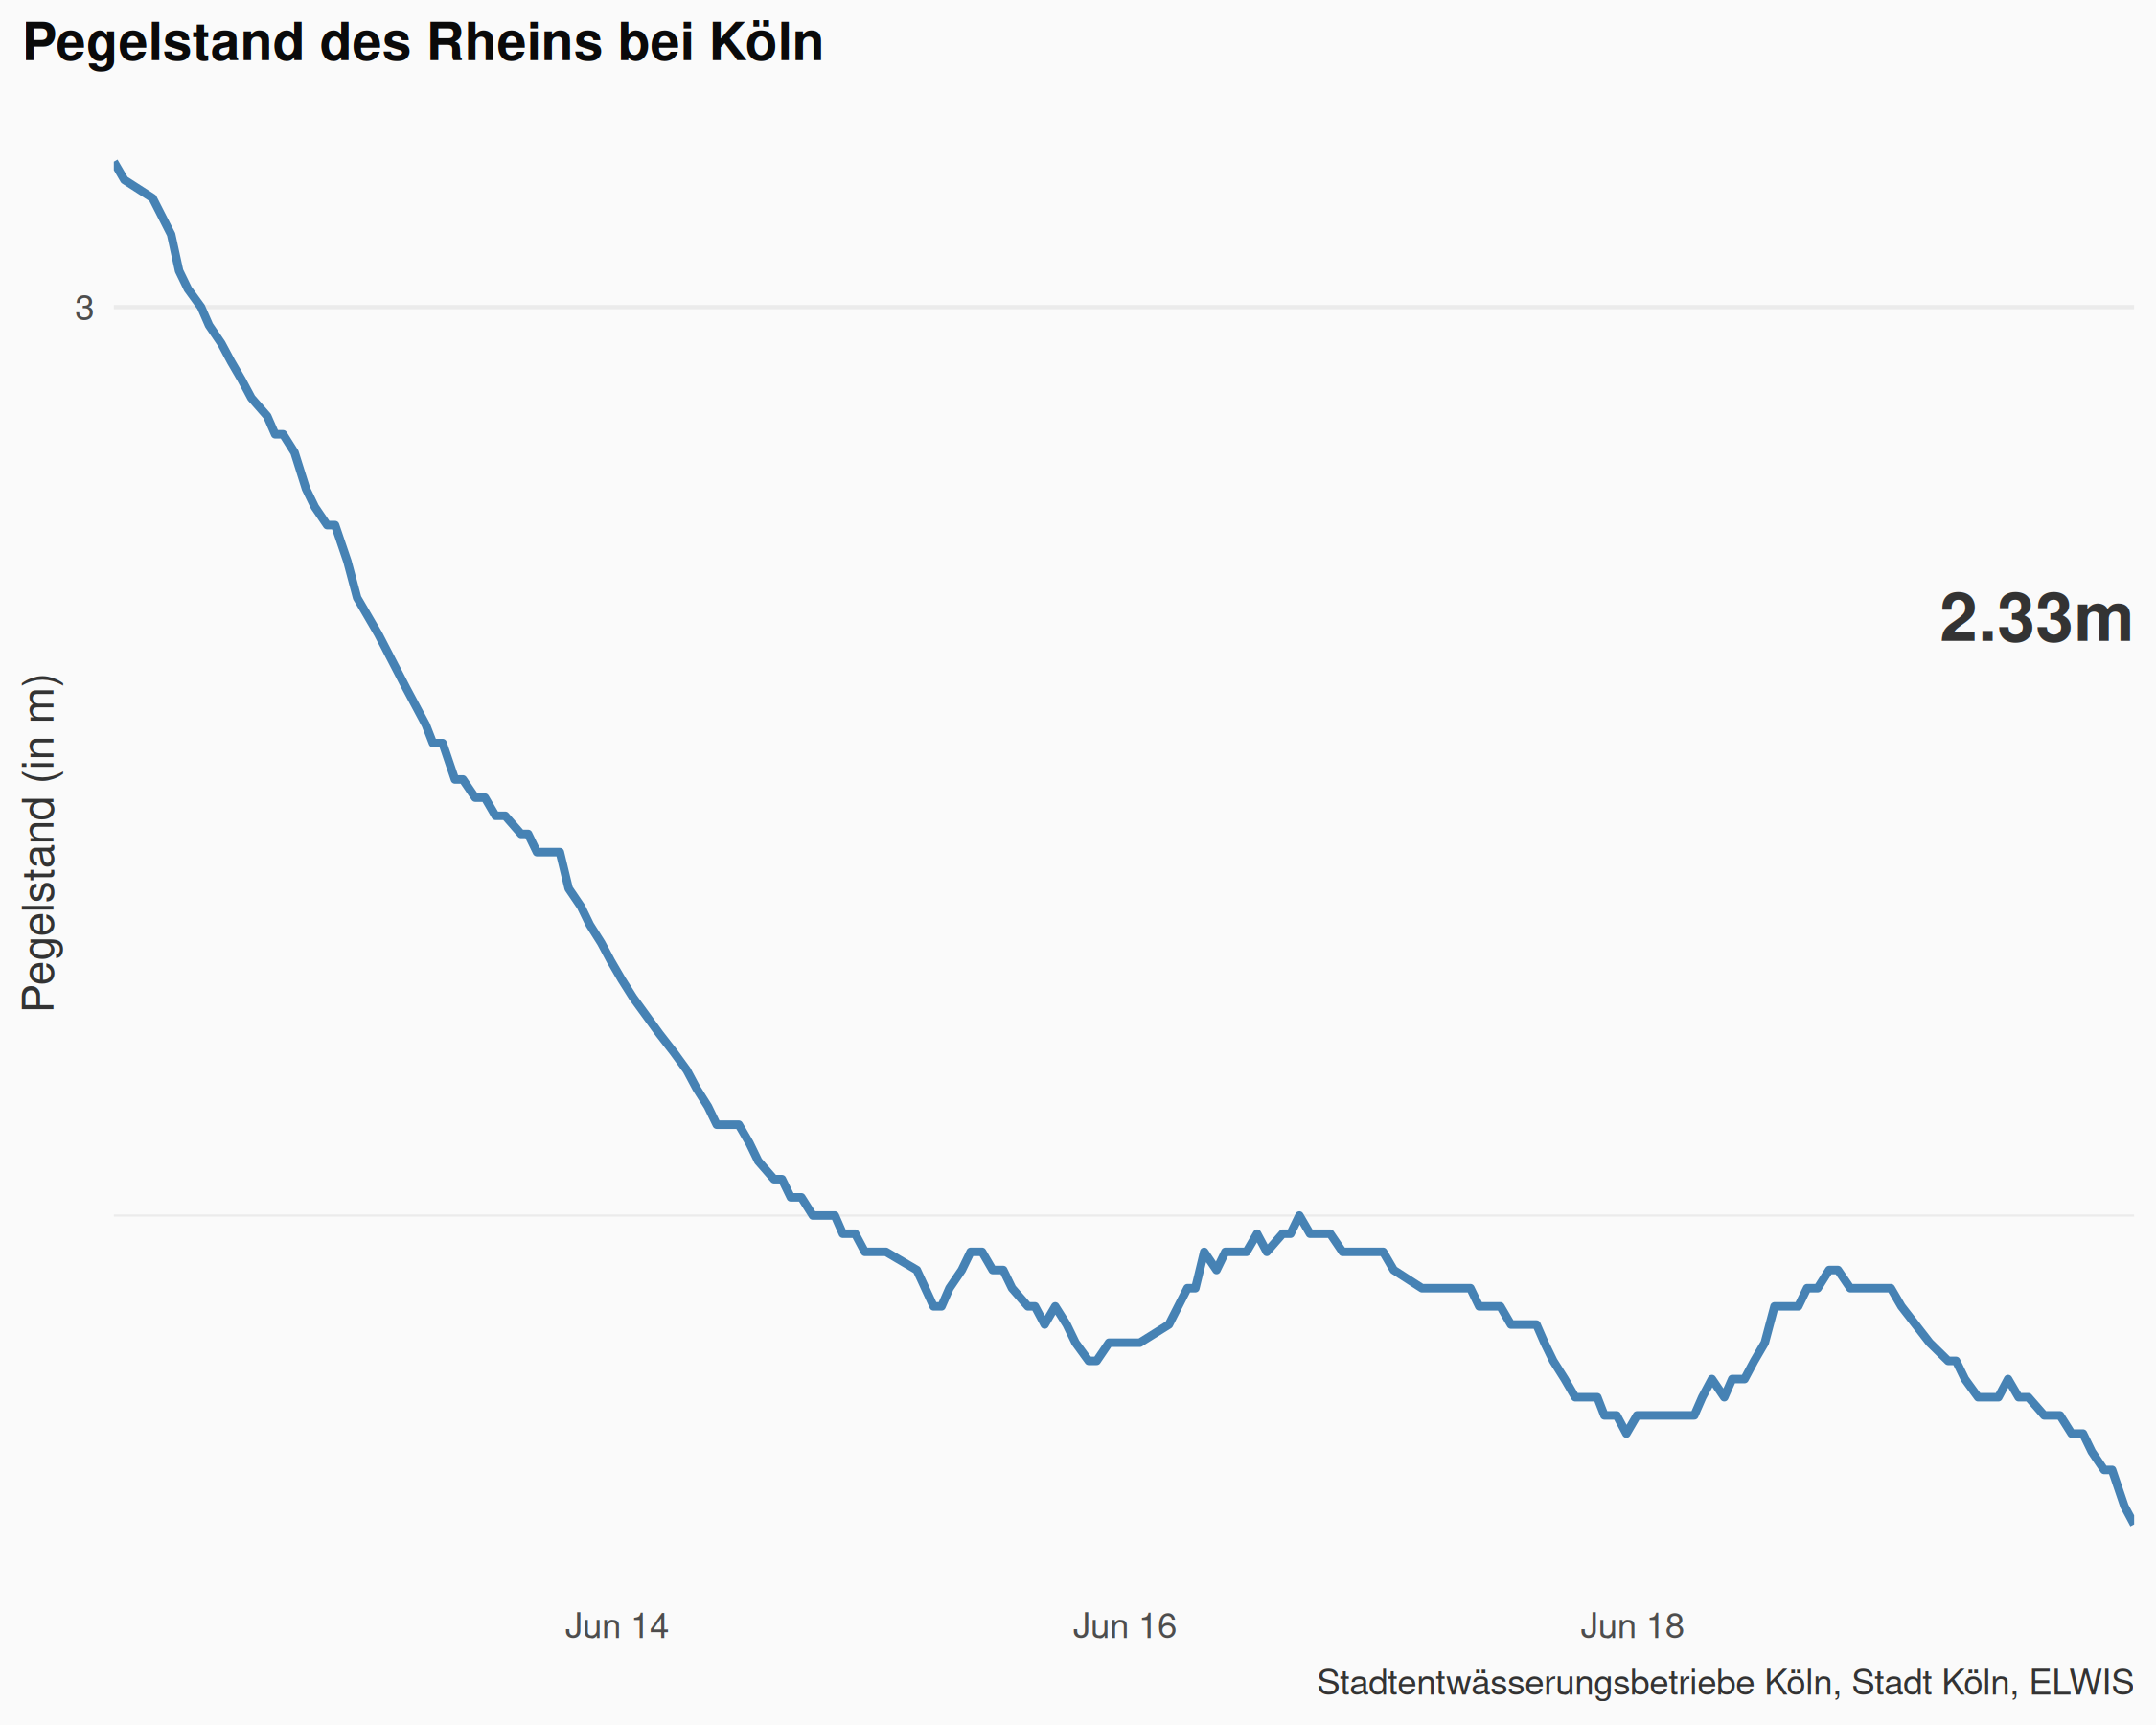 Pegelstand des Rheins bei Köln
3
2.33m
Pegelstand (in m)
Jun 14
Jun 16
Jun 18
Stadtentwässerungsbetriebe Köln, Stadt Köln, ELWIS